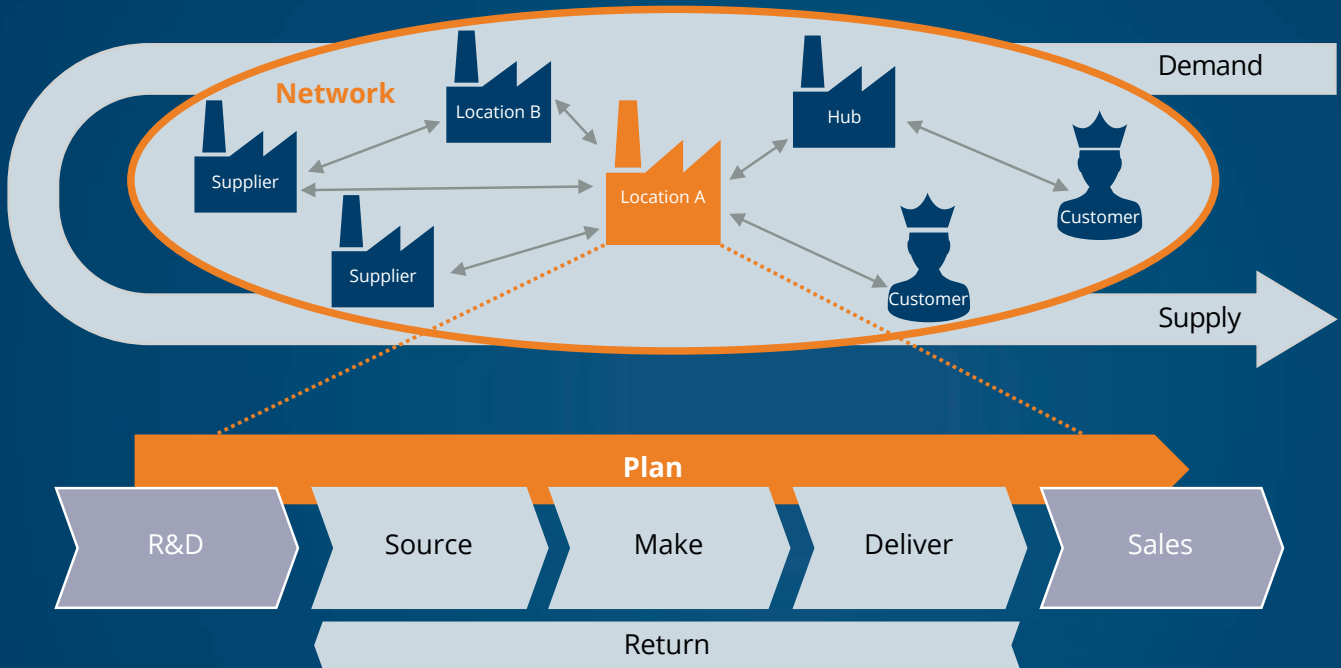 Demand
Network
Location B
Hub
Supplier
Location A
Customer
Supplier
Customer
Supply
Plan
R&D
Source
Make
Deliver
Sales
Return